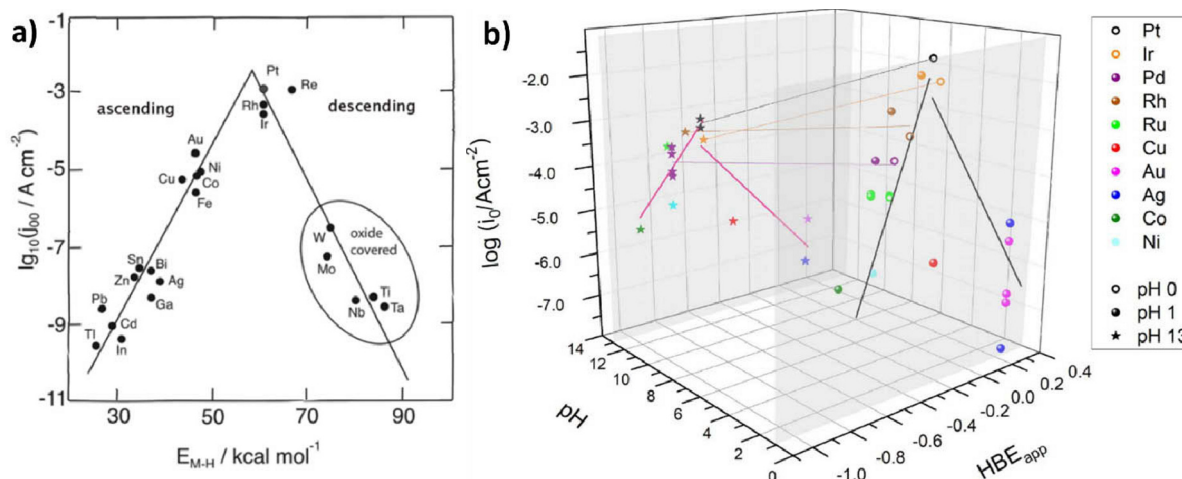 a)
lg10(j00 / A cm-2)
-1
-3
-5
-7
-9
-11
ascending
descending
Pt
Re
Rh
Ir
Au
Ni
Cu
Co
Fe
W
oxide
covered
Mo
Sn
Bi
Zn
Ag
Ti
Pb
Ga
Nb
Ta
Cd
Tl
In
30
50
70
90
EM-H / kcal mol-1
b)
log (i0/Acm-2)
-2.0
-3.0
-4.0
-5.0
-6.0
-7.0
14
12
10
8
6
4
2
0
pH
-1.0
-0.8
-0.6
-0.4
-0.2
0.0
0.2
0.4
HBEapp
Pt
Ir
Pd
Rh
Ru
Cu
Au
Ag
Co
Ni
pH 0
pH 1
pH 13